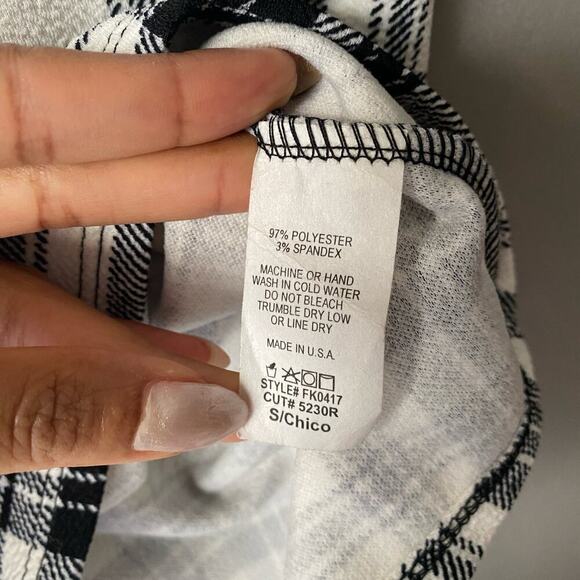 97% POLYESTER
3% SPANDEX
MACHINE OR HAND
WASH IN COLD WATER
DO NOT BLEACH
TRUMBLE DRY LOW
OR LINE DRY
MADE IN U.S.A.
STYLE# FK0417
CUT# 5230R
S/Chico